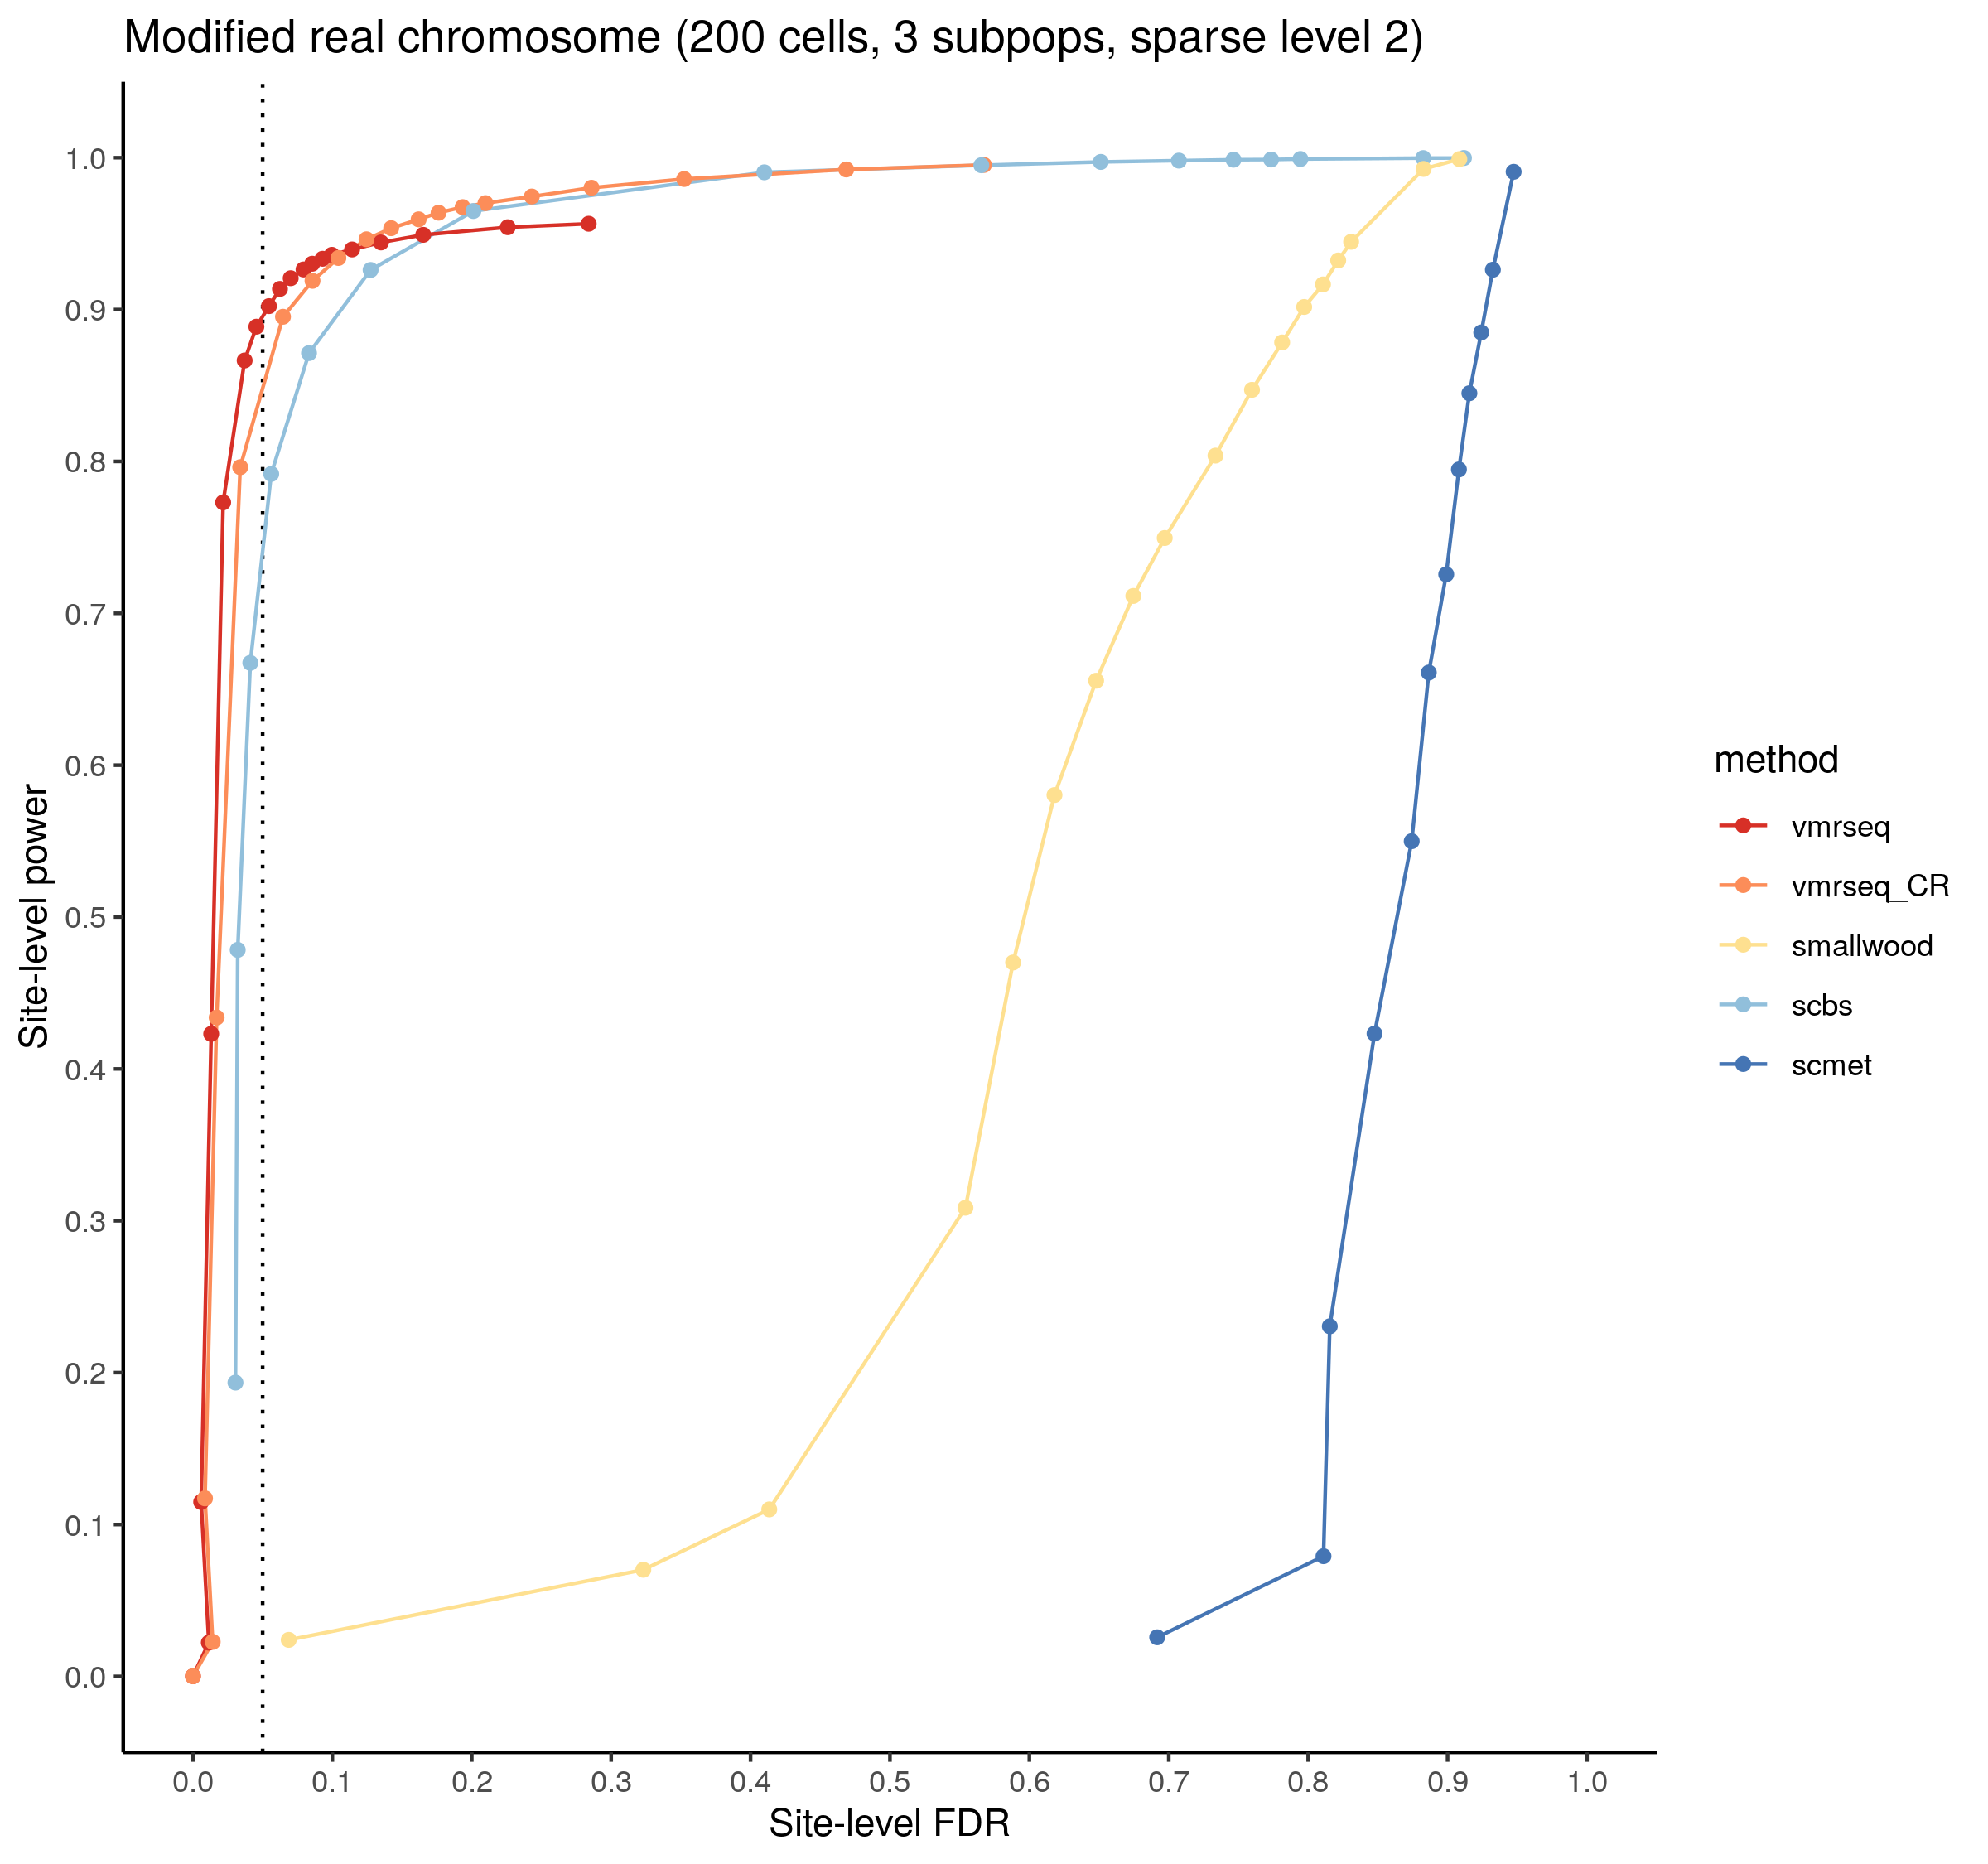 Modified real chromosome (200 cells, 3 subpops, sparse level 2)
Site-level power
1.0
0.9
0.8
0.7
0.6
0.5
0.4
0.3
0.2
0.1
0.0
0.0 0.1 0.2 0.3 0.4 0.5 0.6 0.7 0.8 0.9 1.0
Site-level FDR
method
vmrseq
vmrseq_CR
smallwood
scbs
scmet